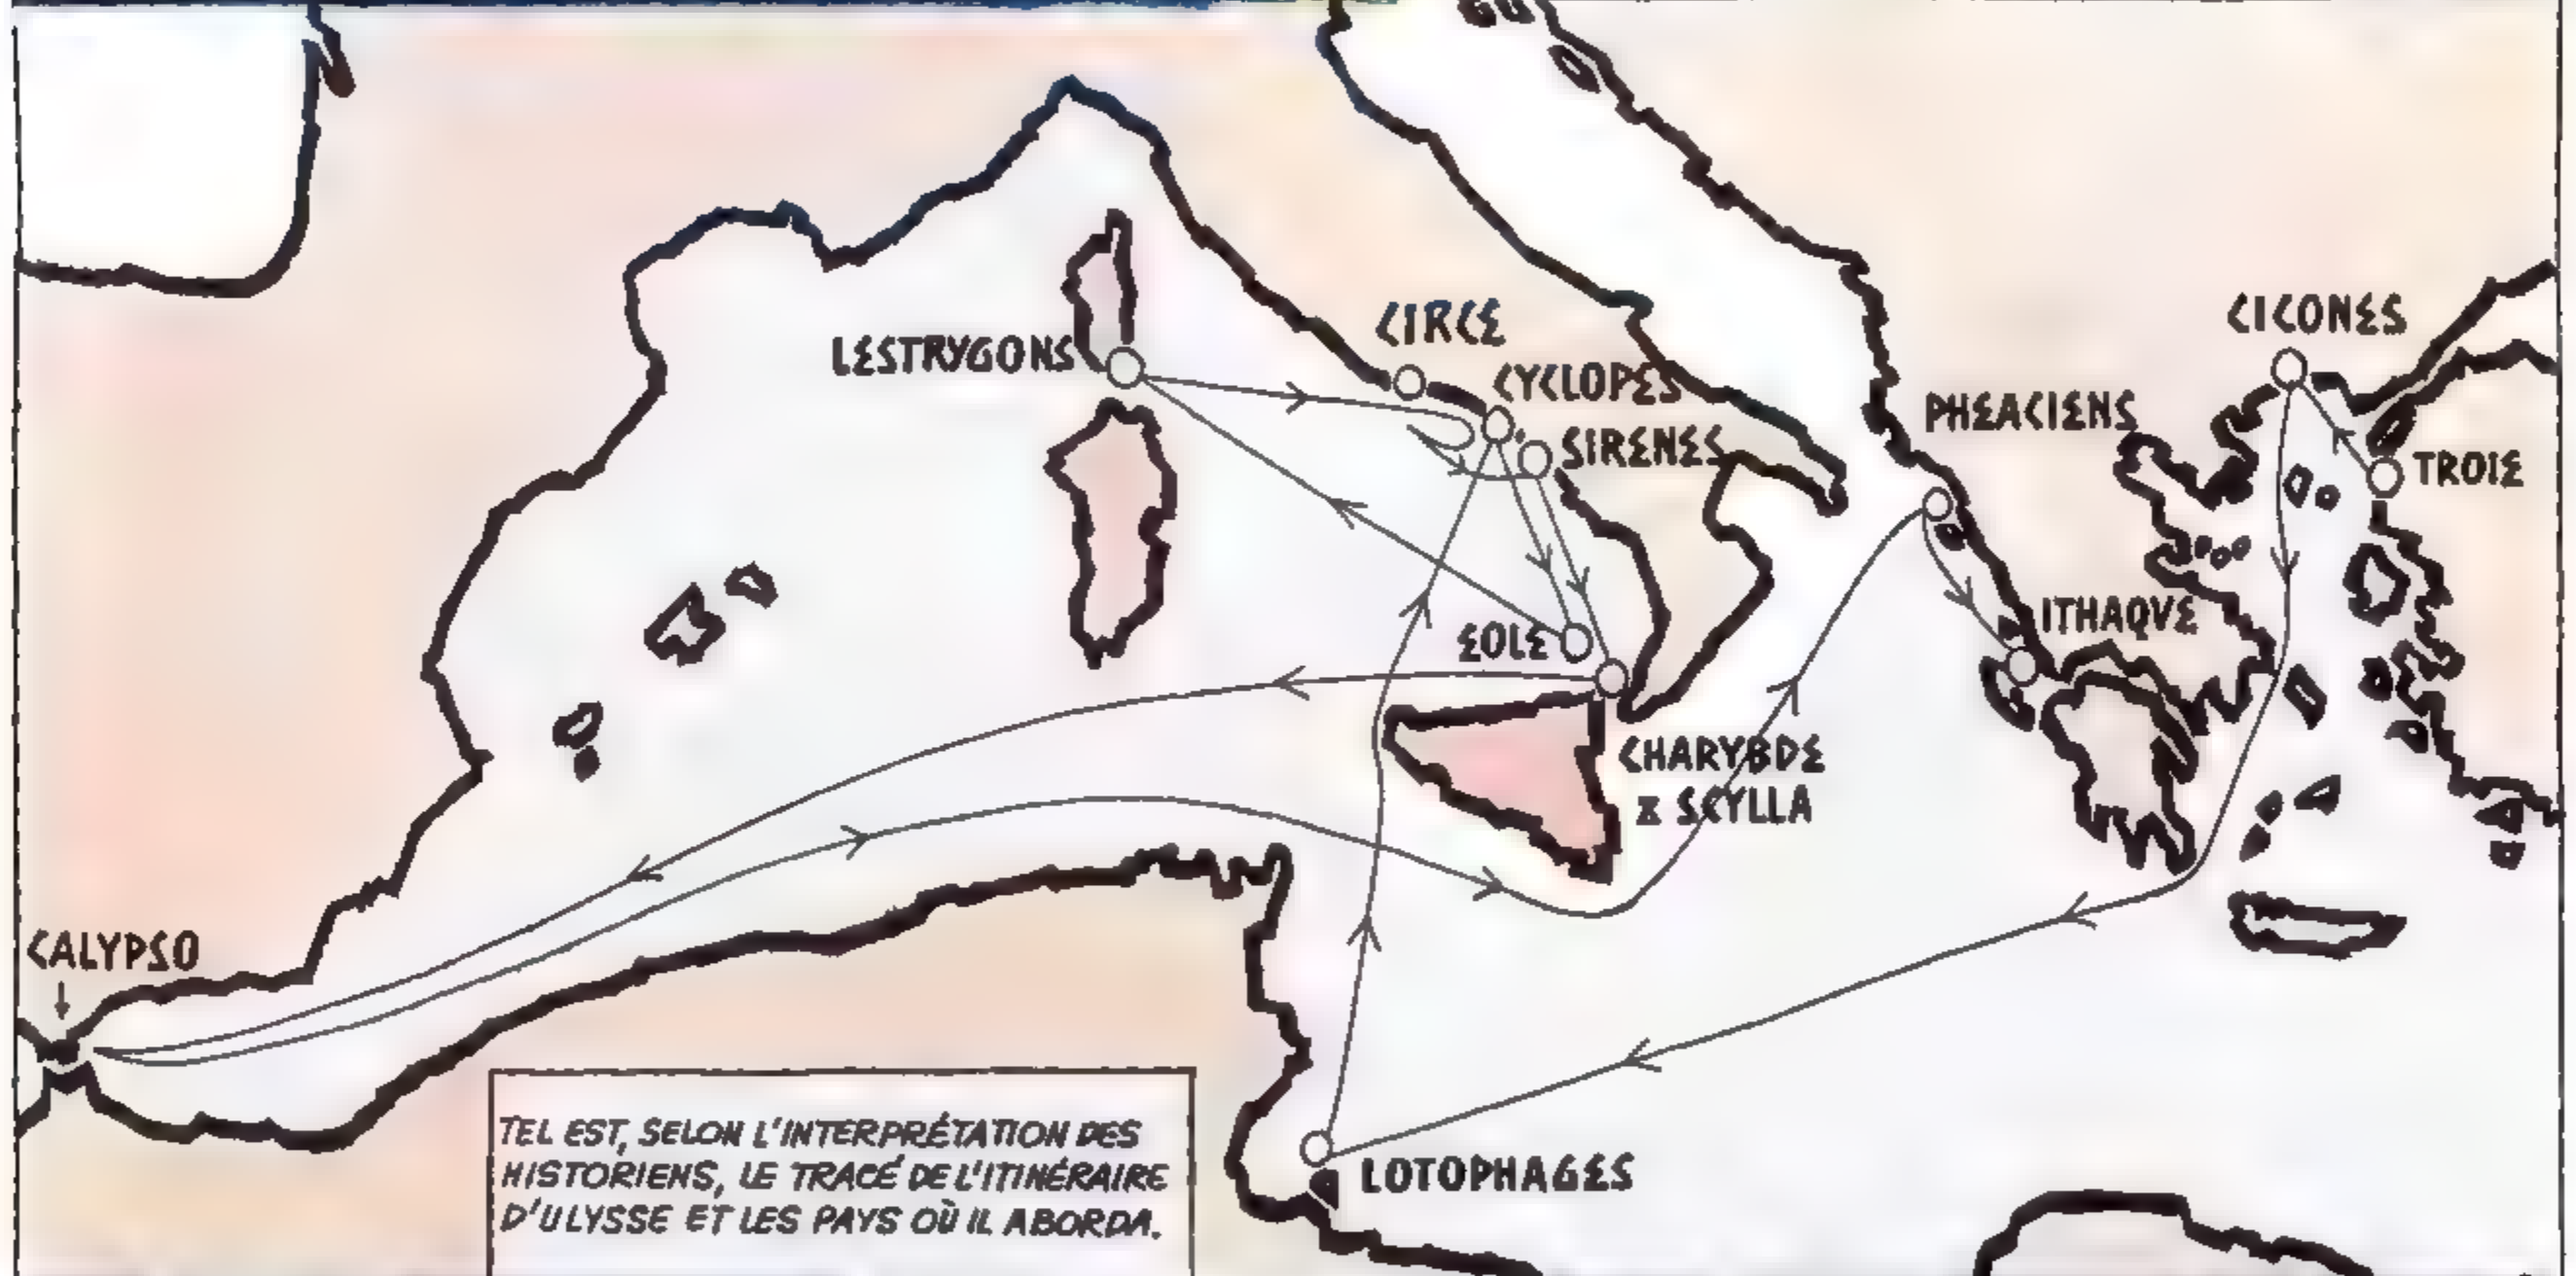 CICONES
CIRCE
LESTRYGONS
CYCLOPES
PHEACIENS
SIRENES
TROIE
ITHAQVE
EOLE
CHARYBDE
& SCYLLA
CALYPSO
LOTOPHAGES
TEL EST, SELON L'INTERPRÉTATION DES
HISTORIENS, LE TRACÉ DE L'ITINÉRAIRE
D'ULYSSE ET LES PAYS OÙ IL ABORDA.